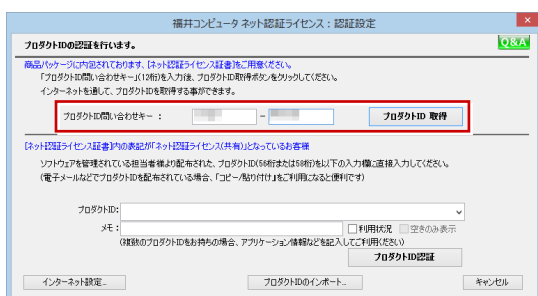 福井コンピュータ ネット認証ライセンス：認証設定
×
プロダクトIDの認証を行います。
Q&A
商品パッケージに内包されております、[ネット認証ライセンス証書]をご用意ください。
「プロダクトID問い合わせキー」(12桁)を入力後、プロダクトID取得ボタンをクリックしてください。
インターネットを通して、プロダクトIDを取得する事ができます。
プロダクトID問い合わせキー：
-
プロダクトID 取得
[ネット認証ライセンス証書]内の表記が「ネット認証ライセンス(共有)」となっているお客様
ソフトウェアを管理されている担当者様より配布された、プロダクトID(56桁または58桁)を以下の入力欄に直接入力してください。
(電子メールなどでプロダクトIDを配布されている場合、「コピー/貼り付け」をご利用になると便利です)
プロダクトID：
メモ：
利用状況
空きのみ表示
(複数のプロダクトIDをお持ちの場合、アプリケーション情報などを記入してご利用ください)
プロダクトID認証
インターネット設定...
プロダクトIDのインポート...
キャンセル